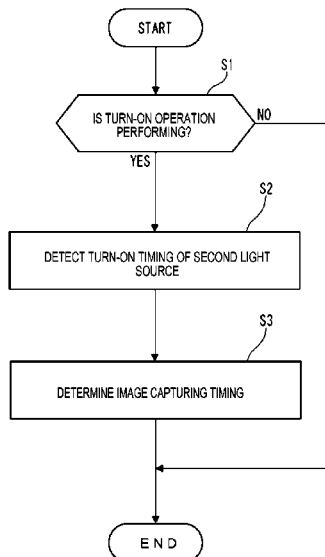 START
S1
IS TURN-ON OPERATION
PERFORMING?
NO
YES
S2
DETECT TURN-ON TIMING OF SECOND LIGHT
SOURCE
S3
DETERMINE IMAGE CAPTURING TIMING
END